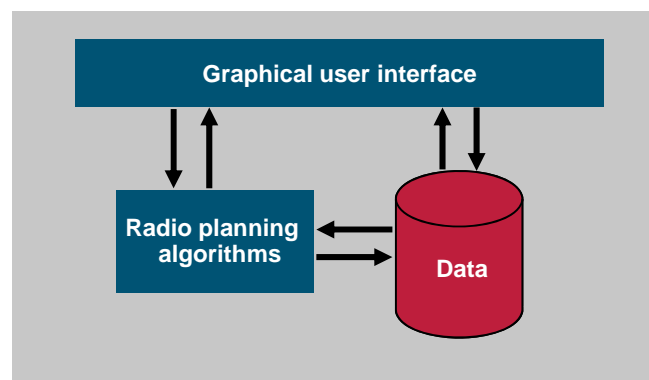 Graphical user interface
Radio planning
algorithms
Data